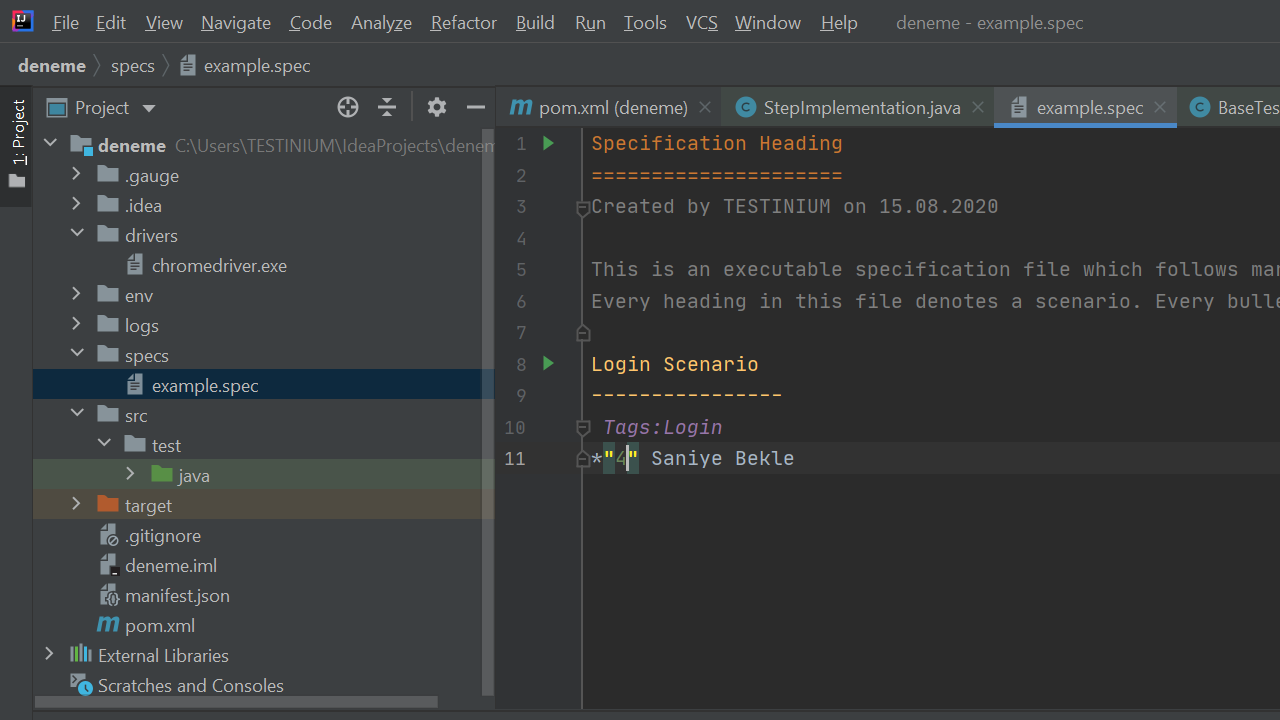 File Edit View Navigate Code Analyze Refactor Build Run Tools VCS Window Help deneme - example.spec
deneme specs example.spec
1: Project
Project
deneme C:\Users\TESTINIUM\IdeaProjects\denem
.gauge
.idea
drivers
chromedriver.exe
env
logs
specs
example.spec
src
test
java
target
.gitignore
deneme.iml
manifest.json
pom.xml
External Libraries
Scratches and Consoles
pom.xml (deneme) StepImplementation.java example.spec BaseTes
1 Specification Heading
2 =====================
3 Created by TESTINIUM on 15.08.2020
4
5 This is an executable specification file which follows mar
6 Every heading in this file denotes a scenario. Every bulle
7
8 Login Scenario
9 ----------------
10 Tags:Login
11 *"4" Saniye Bekle